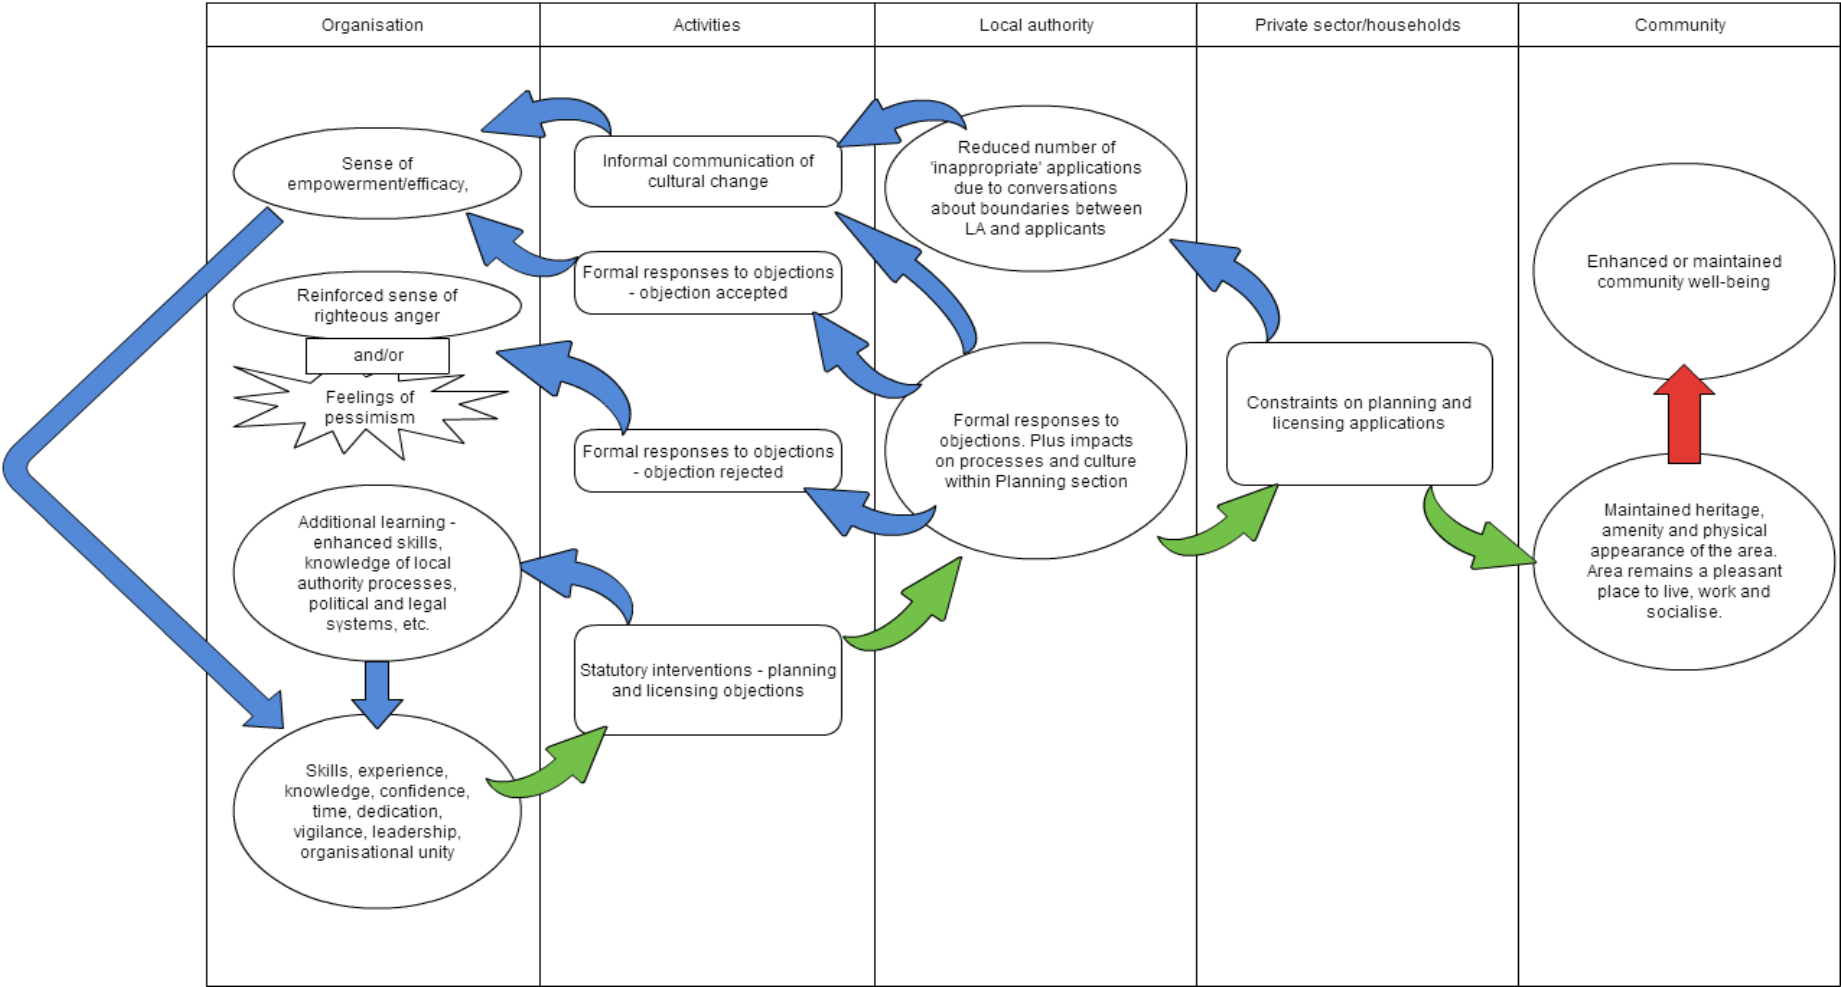 Organisation
Activities
Local authority
Private sector/households
Community
Sense of
empowerment/efficacy,
Reinforced sense of
righteous anger
and/or
Feelings of
pessimism
Additional learning -
enhanced skills,
knowledge of local
authority processes,
political and legal
systems, etc.
Skills, experience,
knowledge, confidence,
time, dedication,
vigilance, leadership,
organisational unity
Informal communication of
cultural change
Formal responses to objections
- objection accepted
Formal responses to objections
- objection rejected
Statutory interventions - planning
and licensing objections
Reduced number of
'inappropriate' applications
due to conversations
about boundaries between
LA and applicants
Formal responses to
objections. Plus impacts
on processes and culture
within Planning section
Constraints on planning and
licensing applications
Enhanced or maintained
community well-being
Maintained heritage,
amenity and physical
appearance of the area.
Area remains a pleasant
place to live, work and
socialise.